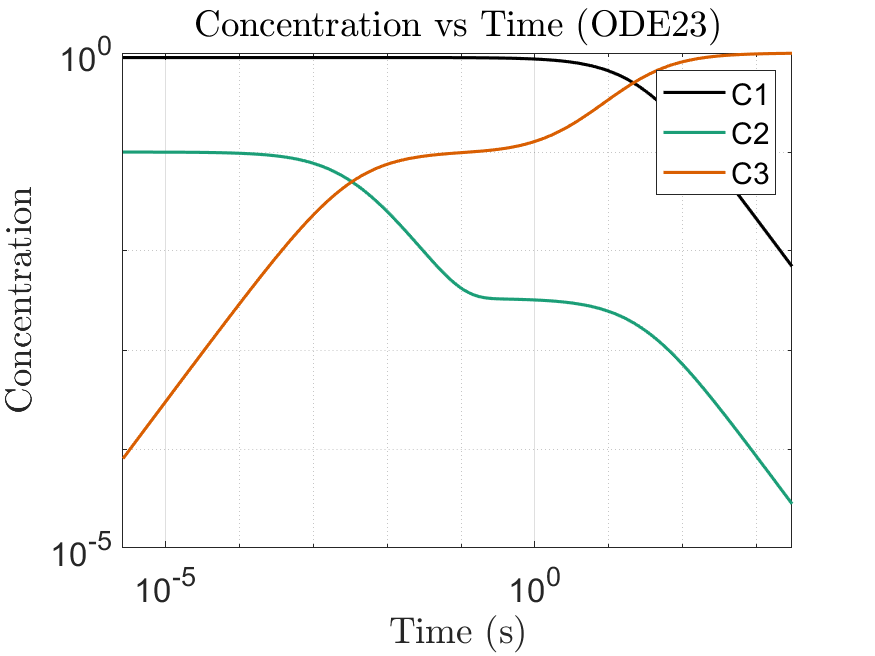 Concentration vs Time (ODE23)
10^0
C1
C2
C3
Concentration
10^-5
10^-5
10^0
Time (s)